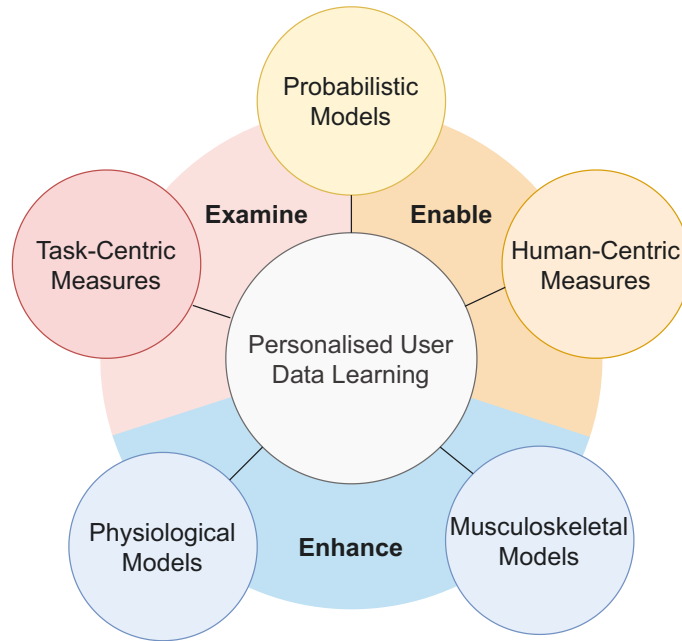 Probabilistic
Models
Examine
Enable
Task-Centric
Measures
Human-Centric
Measures
Personalised User
Data Learning
Physiological
Models
Enhance
Musculoskeletal
Models